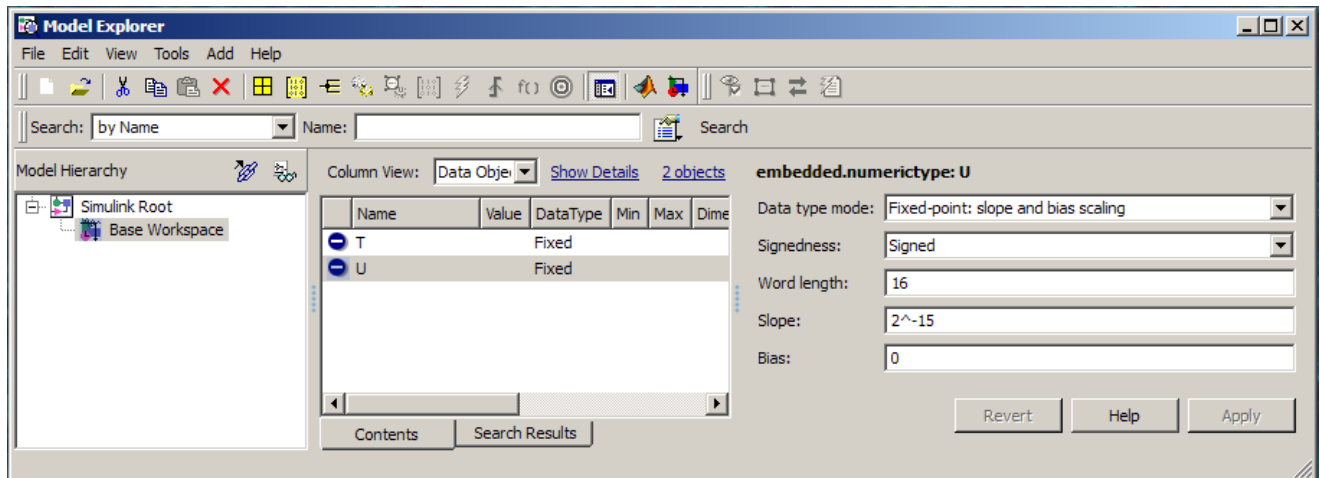 Model Explorer
File Edit View Tools Add Help
f()
Search: by Name Name: Search
Model Hierarchy
Simulink Root
Base Workspace
Column View: Data Obje Show Details 2 objects
Name Value DataType Min Max Dime
T Fixed
U Fixed
Contents Search Results
embedded.numerictype: U
Data type mode: Fixed-point: slope and bias scaling
Signedness: Signed
Word length: 16
Slope: 2^-15
Bias: 0
Revert Help Apply